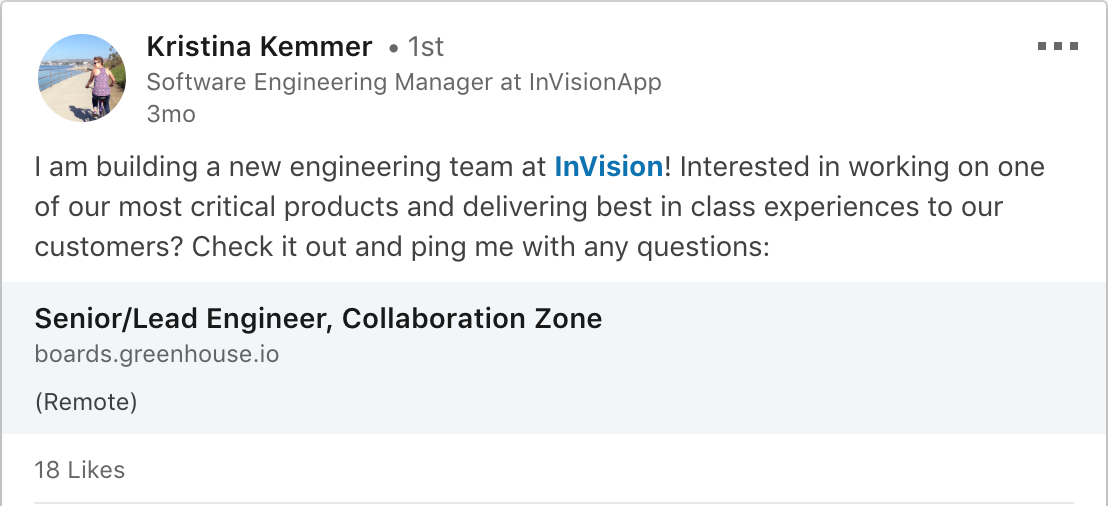 Kristina Kemmer • 1st
Software Engineering Manager at InVisionApp
3mo
I am building a new engineering team at InVision! Interested in working on one
of our most critical products and delivering best in class experiences to our
customers? Check it out and ping me with any questions:
Senior/Lead Engineer, Collaboration Zone
boards.greenhouse.io
(Remote)
18 Likes